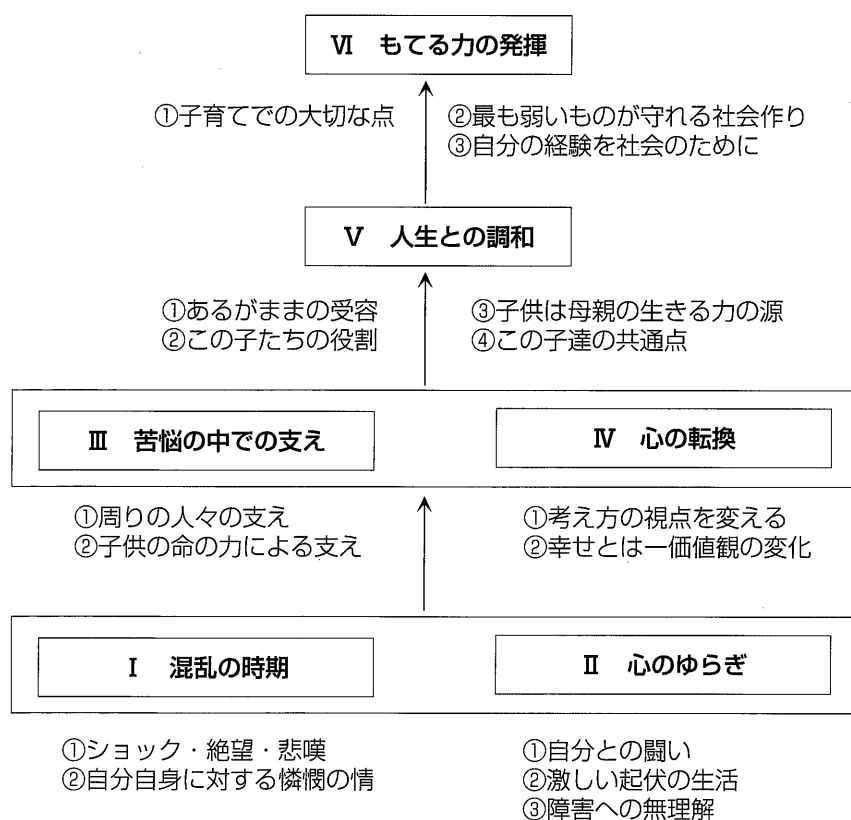 Ⅵ もてる力の発揮
①子育てでの大切な点
②最も弱いものが守れる社会作り
③自分の経験を社会のために
Ⅴ 人生との調和
①あるがままの受容
②この子たちの役割
③子供は母親の生きる力の源
④この子達の共通点
Ⅲ 苦悩の中での支え
Ⅳ 心の転換
①周りの人々の支え
②子供の命の力による支え
①考え方の視点を変える
②幸せとは一価値観の変化
Ⅰ 混乱の時期
Ⅱ 心のゆらぎ
①ショック・絶望・悲嘆
②自分自身に対する憐憫の情
①自分との闘い
②激しい起伏の生活
③障害への無理解